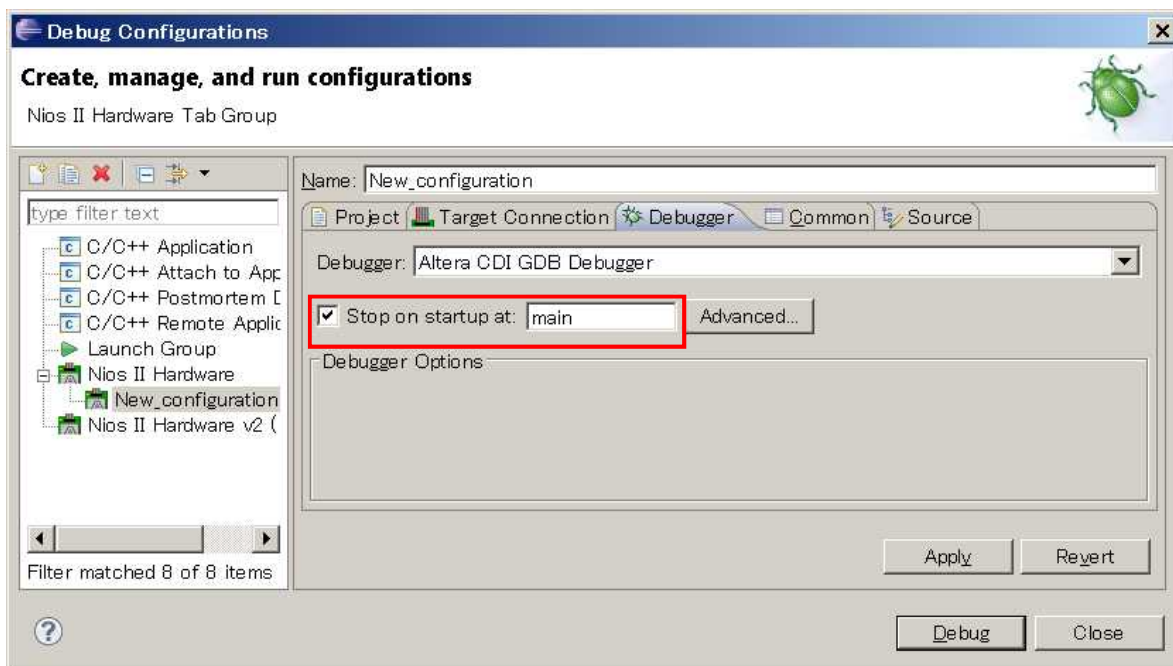 Debug Configurations
Create, manage, and run configurations
Nios II Hardware Tab Group
type filter text
C/C++ Application
C/C++ Attach to App
C/C++ Postmortem D
C/C++ Remote Applic
Launch Group
Nios II Hardware
New_configuration
Nios II Hardware v2 (
Filter matched 8 of 8 items
Name: New_configuration
Project Target Connection Debugger Common Source
Debugger: Altera CDI GDB Debugger
Stop on startup at: main Advanced...
Debugger Options
Apply Revert
Debug Close